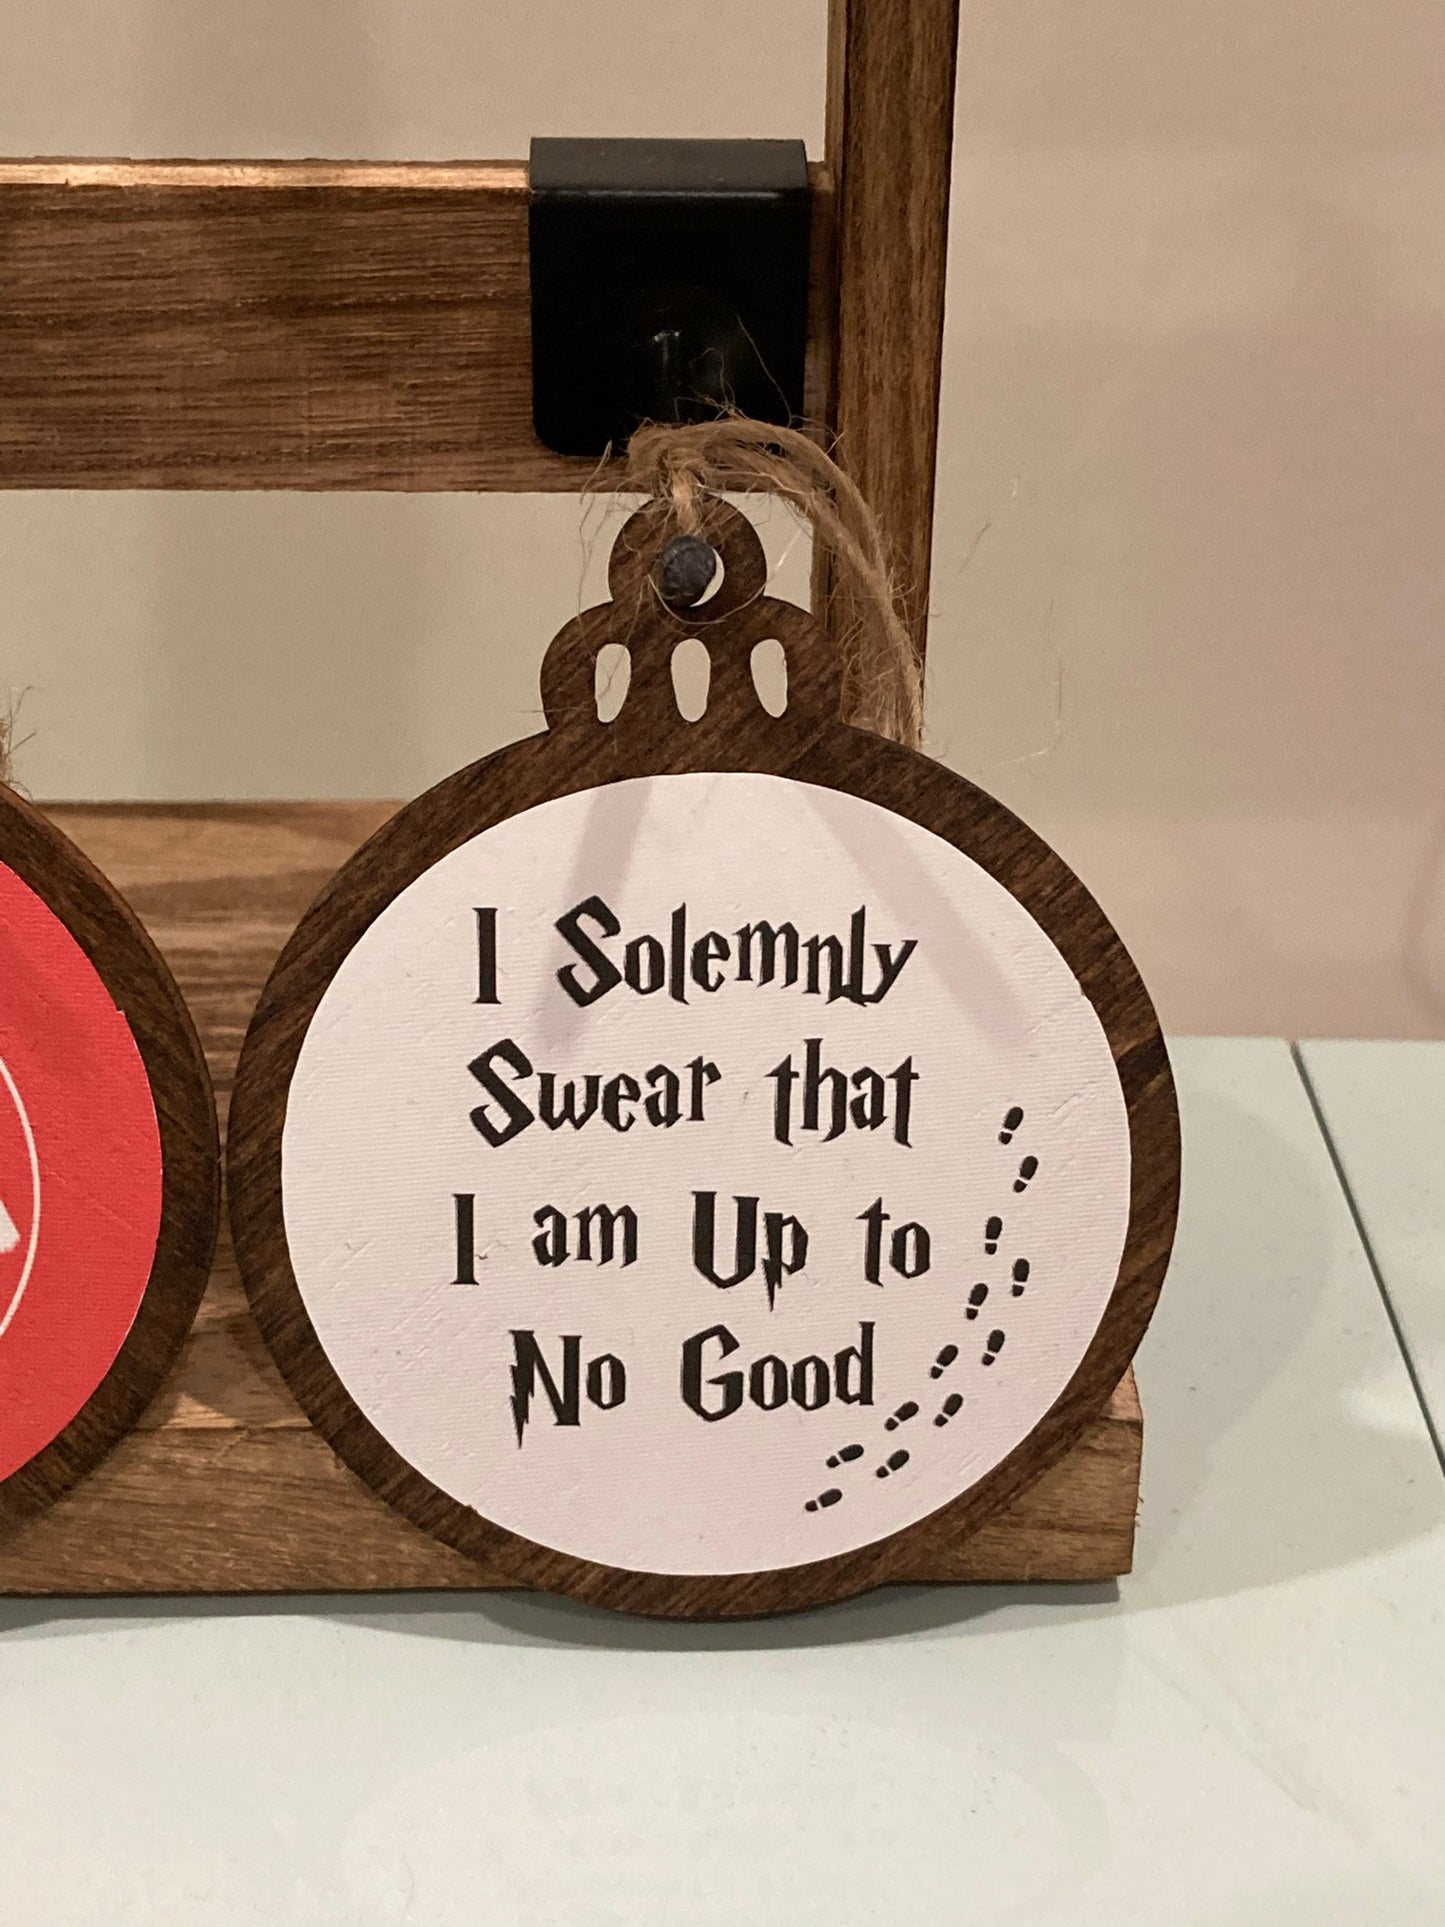 I Solemnly
Swear that
I am Up to
No Good